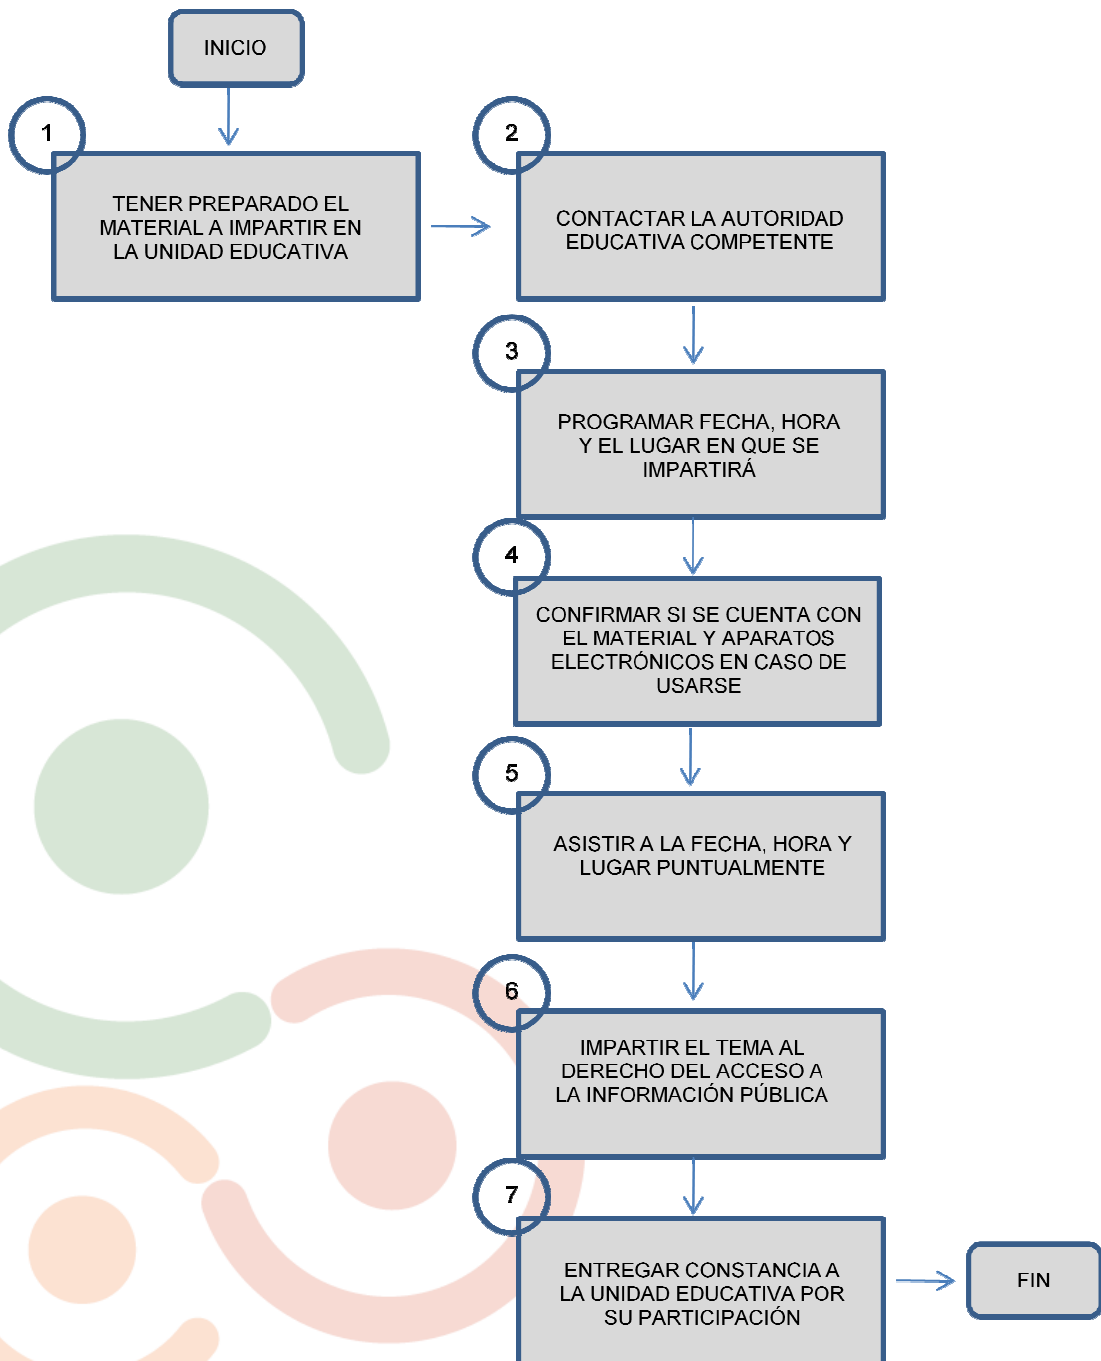 INICIO
1
TENER PREPARADO EL
MATERIAL A IMPARTIR EN
LA UNIDAD EDUCATIVA
2
CONTACTAR LA AUTORIDAD
EDUCATIVA COMPETENTE
3
PROGRAMAR FECHA, HORA
Y EL LUGAR EN QUE SE
IMPARTIRÁ
4
CONFIRMAR SI SE CUENTA CON
EL MATERIAL Y APARATOS
ELECTRÓNICOS EN CASO DE
USARSE
5
ASISTIR A LA FECHA, HORA Y
LUGAR PUNTUALMENTE
6
IMPARTIR EL TEMA AL
DERECHO DEL ACCESO A
LA INFORMACIÓN PÚBLICA
7
ENTREGAR CONSTANCIA A
LA UNIDAD EDUCATIVA POR
SU PARTICIPACIÓN
FIN